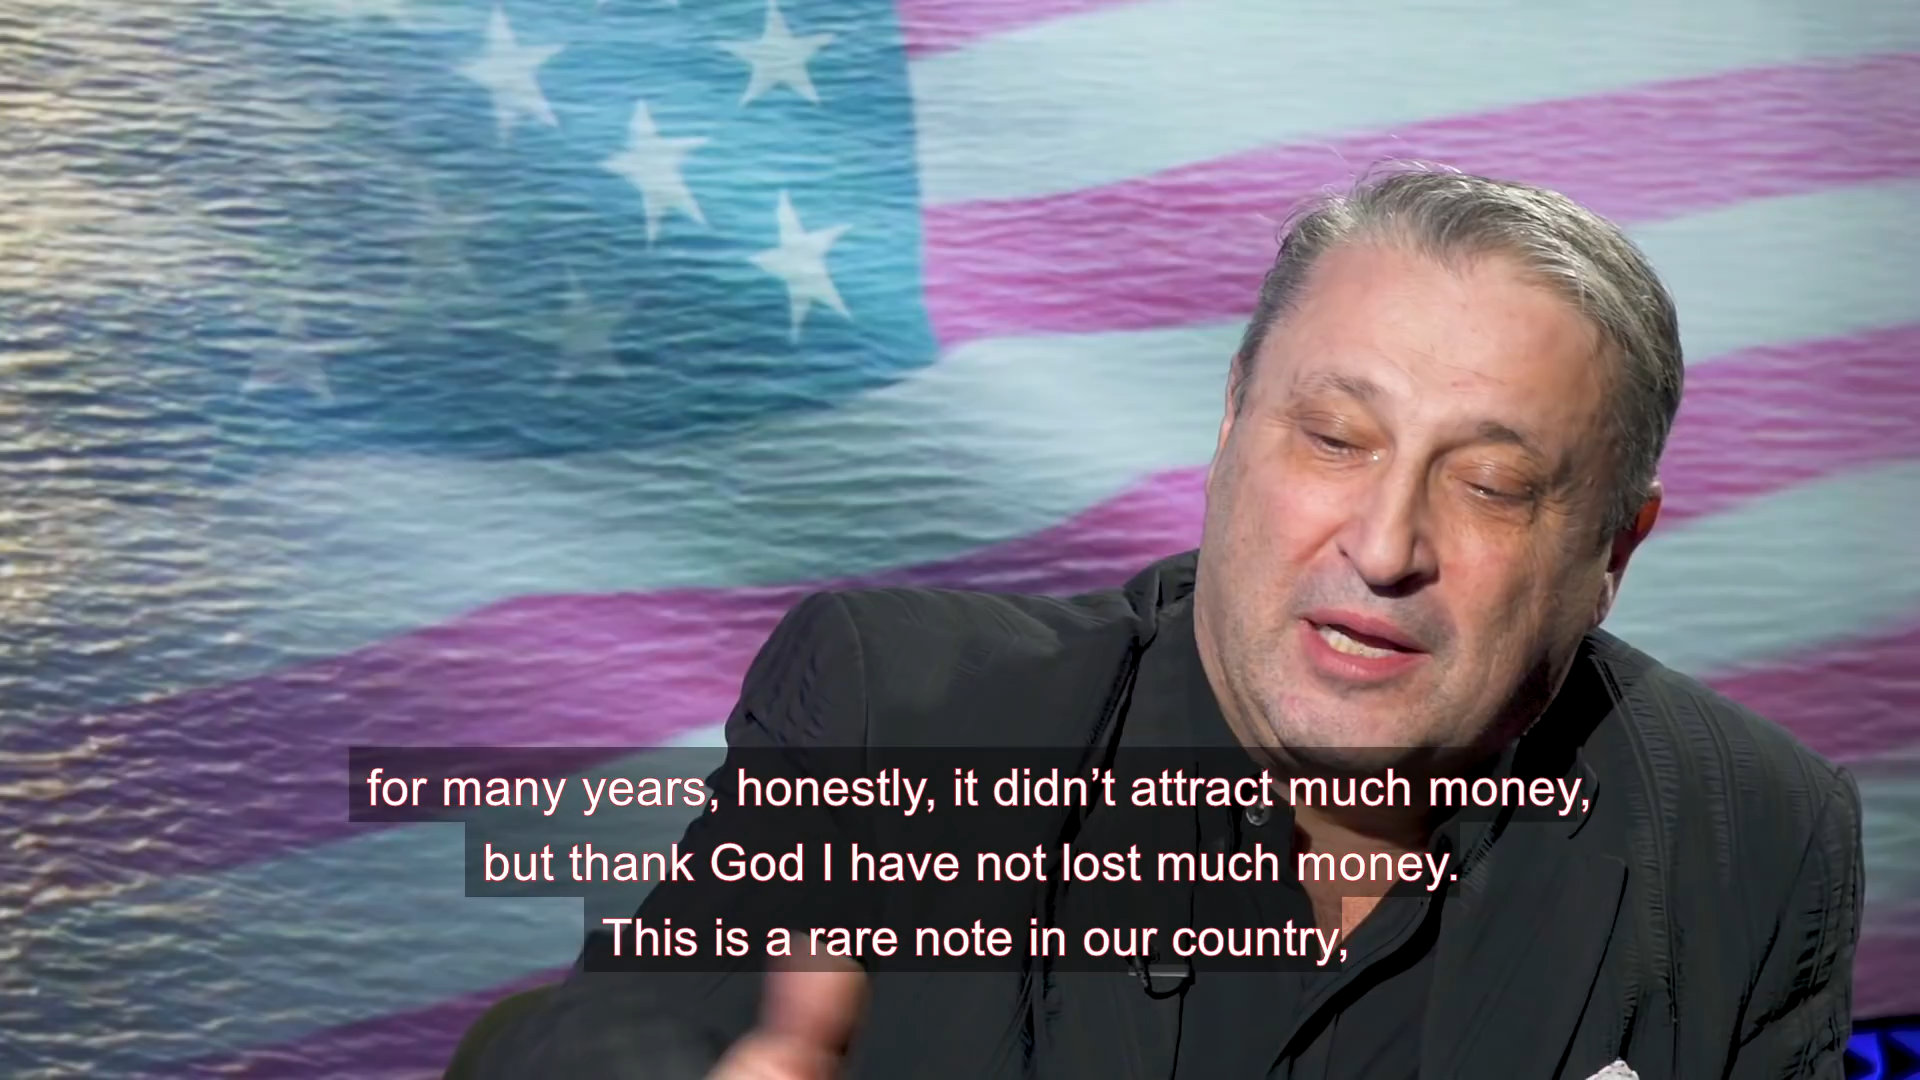 for many years, honestly, it didn’t attract much money,
but thank God I have not lost much money.
This is a rare note in our country,